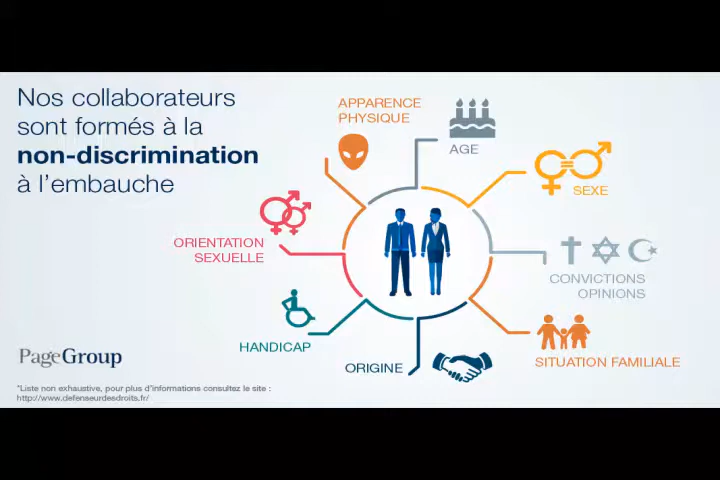 Nos collaborateurs
sont formés à la
non-discrimination
à l'embauche
APPARENCE
PHYSIQUE
AGE
SEXE
CONVICTIONS
OPINIONS
SITUATION FAMILIALE
ORIGINE
HANDICAP
ORIENTATION
SEXUELLE
PageGroup
*Liste non exhaustive, pour plus d'informations consultez le site :
http://www.defenseurdesdroits.fr/